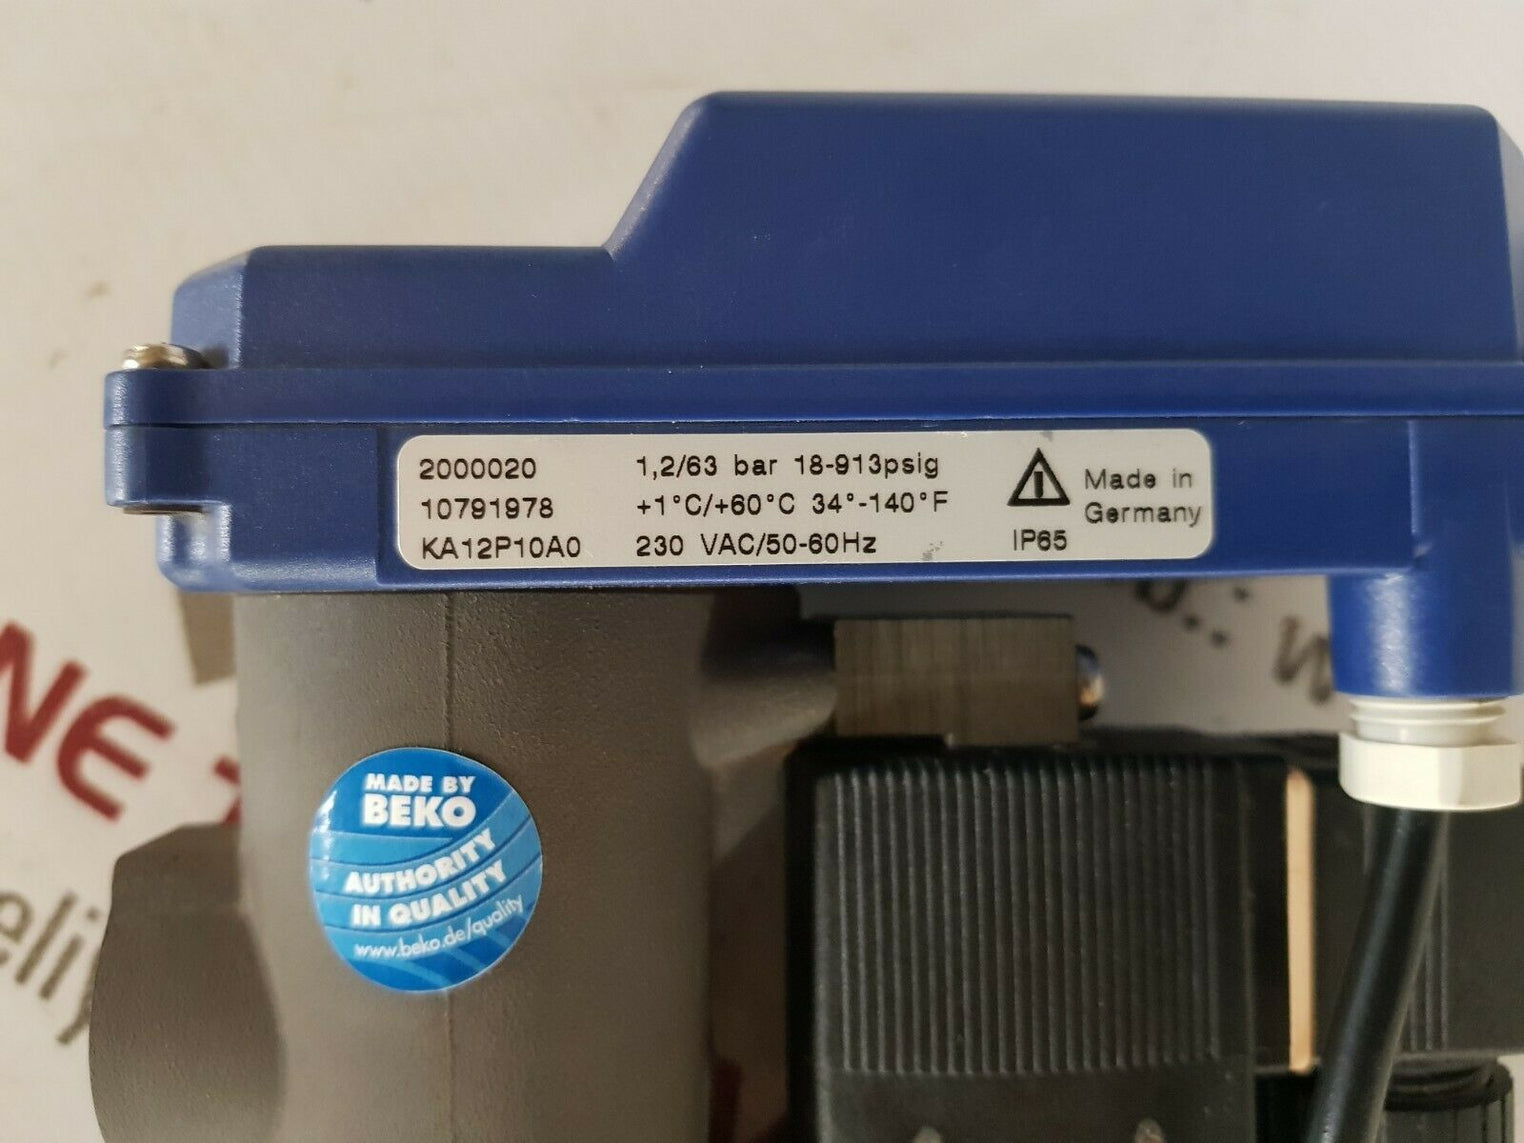 2000020 1,2/63 bar 18-913psig
10791978 +1°C/+60°C 34°-140°F
KA12P10A0 230 VAC/50-60Hz
IP65
Made in
Germany
MADE BY
BEKO
AUTHORITY
IN QUALITY
www.beko.de/quality